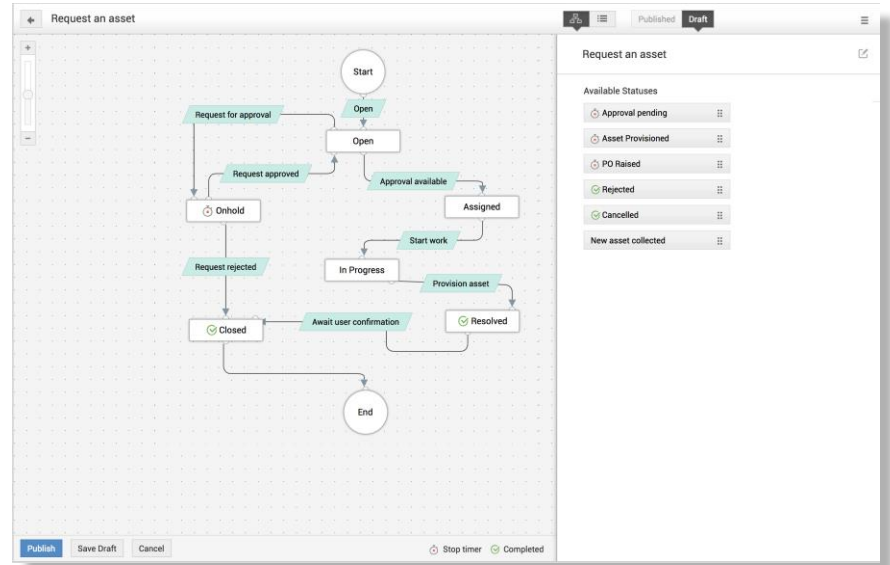 Request an asset
Published Draft
Start
Open
Request for approval
Open
Request approved
Approval available
Onhold
Assigned
Start work
Request rejected
In Progress
Provision asset
Closed
Await user confirmation
Resolved
End
Publish Save Draft Cancel
Stop timer Completed
Request an asset
Available Statuses
Approval pending
Asset Provisioned
PO Raised
Rejected
Cancelled
New asset collected